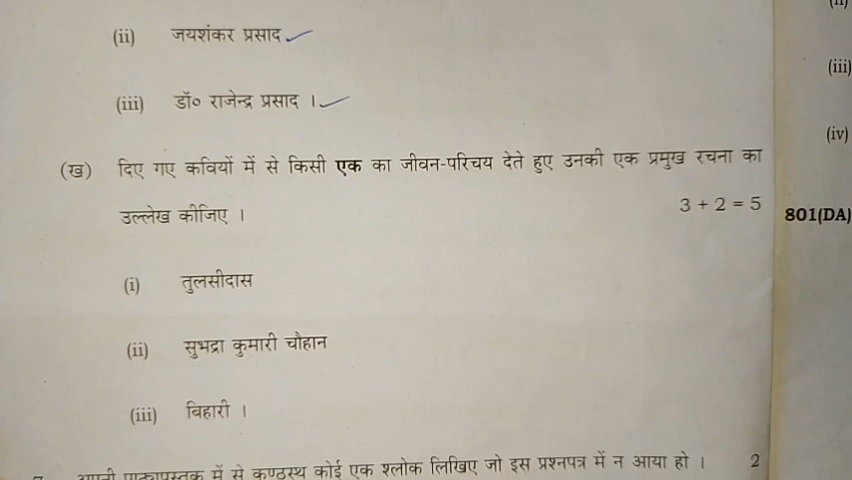 (ii) जयशंकर प्रसाद
(iii) डॉ० राजेन्द्र प्रसाद ।
(ख) दिए गए कवियों में से किसी एक का जीवन-परिचय देते हुए उनकी एक प्रमुख रचना का
उल्लेख कीजिए । 3 + 2 = 5
(i) तुलसीदास
(ii) सुभद्रा कुमारी चौहान
(iii) बिहारी ।
अपनी पाठ्यपुस्तक में से कण्ठस्थ कोई एक श्लोक लिखिए जो इस प्रश्नपत्र में न आया हो । 2
(iii)
(iv)
801(DA)